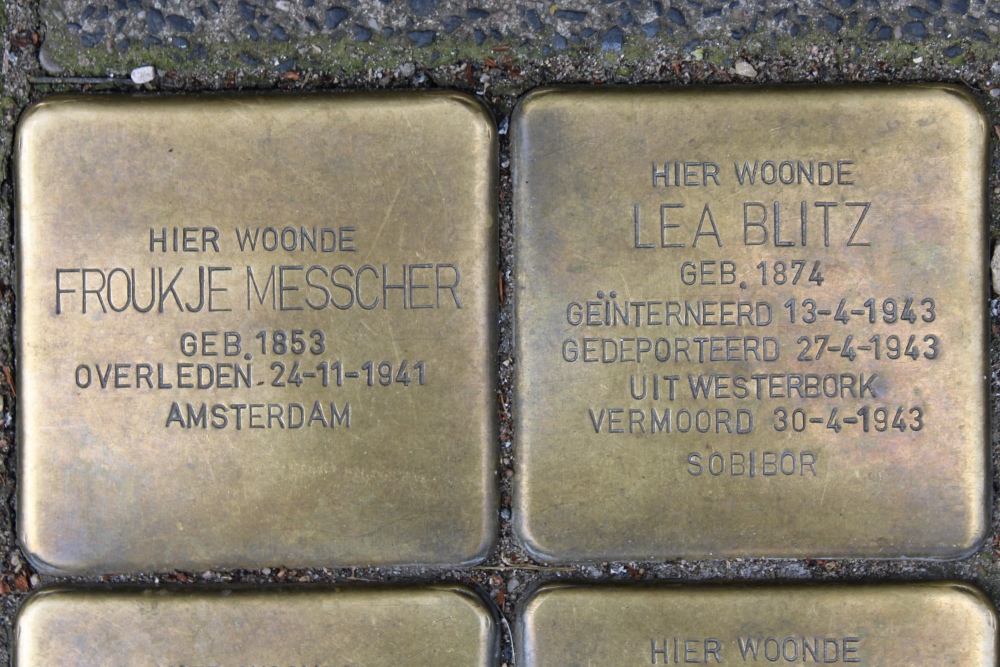 HIER WOONDE
FROUKJE MESSCHER
GEB. 1853
OVERLEDEN 24-11-1941
AMSTERDAM
HIER WOONDE
LEA BLITZ
GEB. 1874
GEÏNTERNEERD 13-4-1943
GEDEPORTEERD 27-4-1943
UIT WESTERBORK
VERMOORD 30-4-1943
SOBIBOR
HIER WOONDE